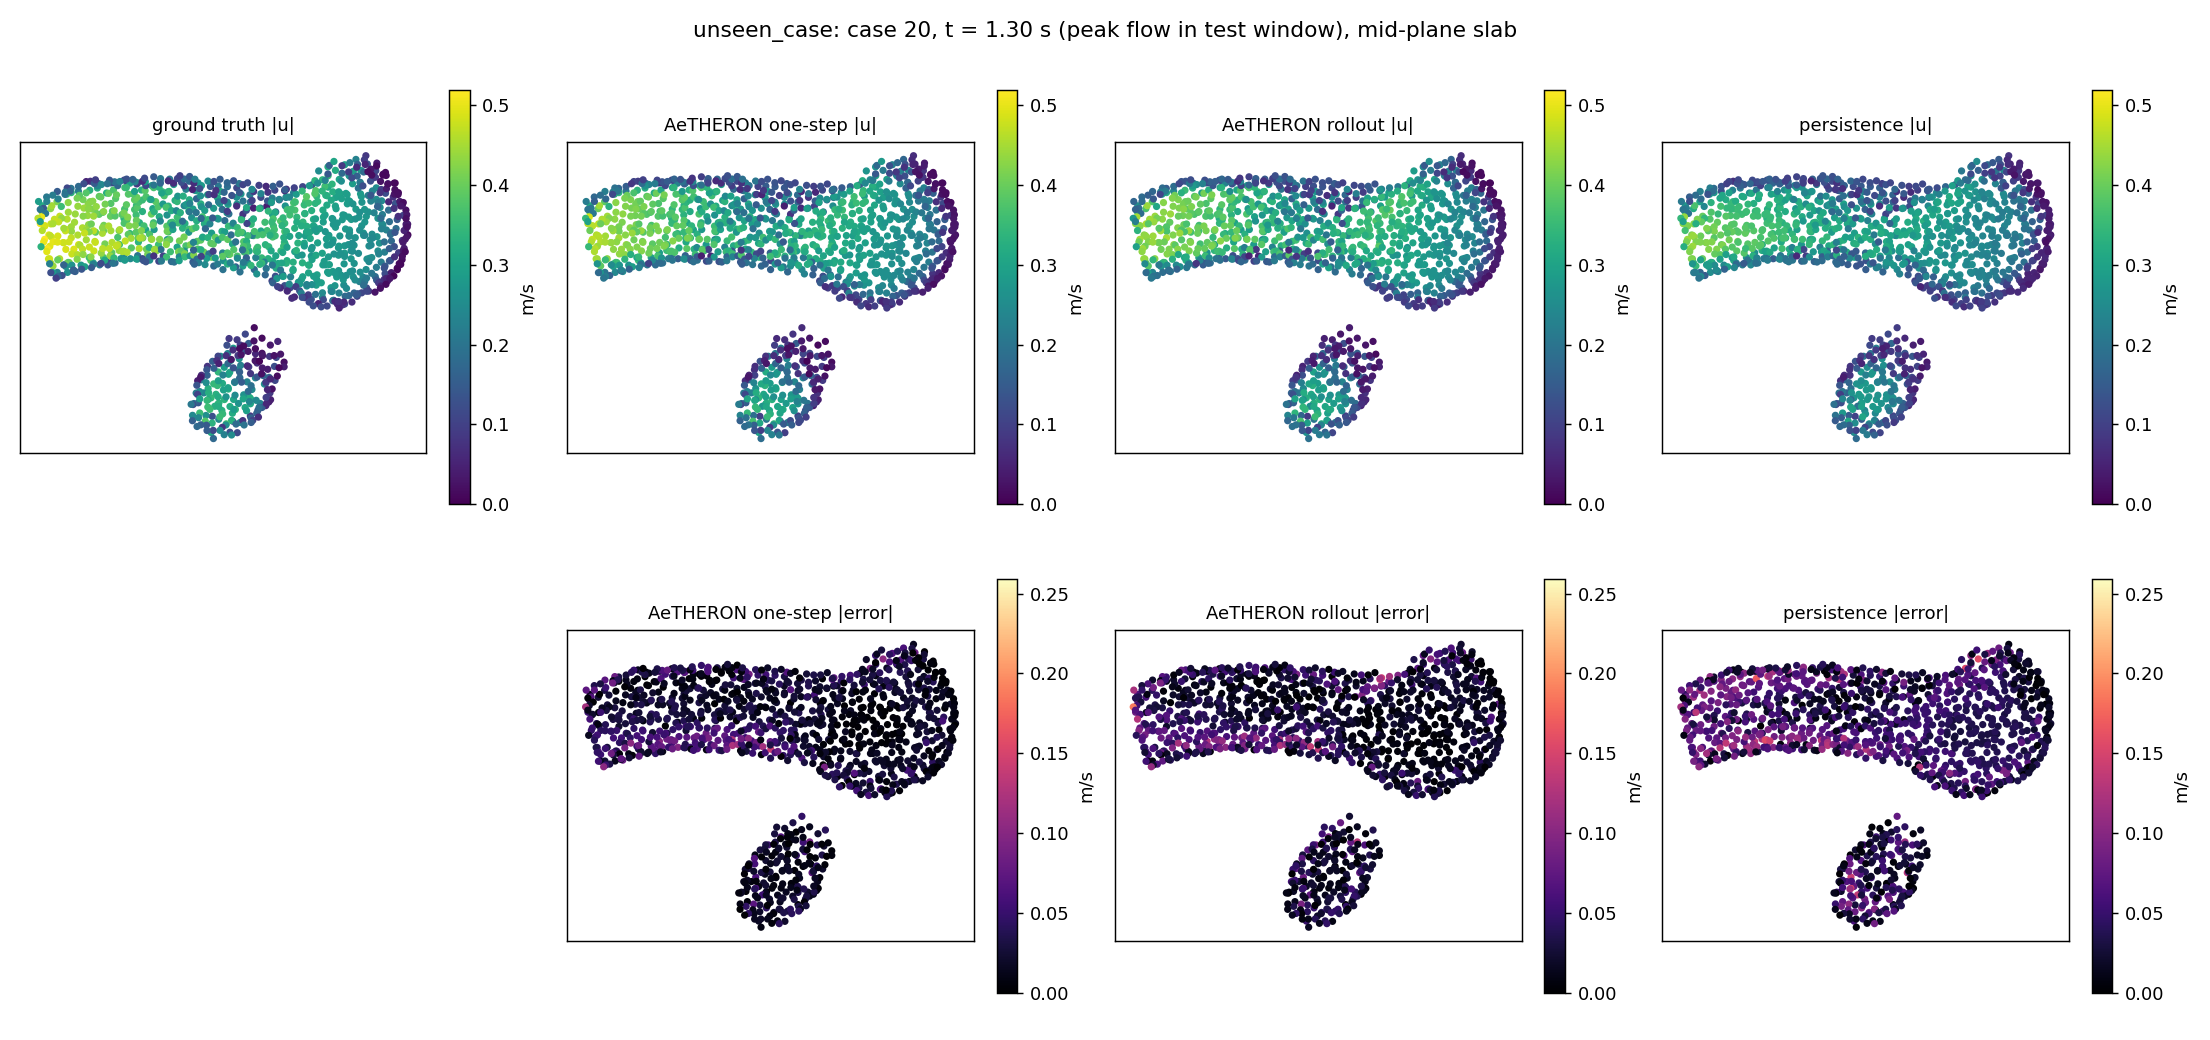 unseen_case: case 20, t = 1.30 s (peak flow in test window), mid-plane slab
ground truth |u|
0.5
0.4
0.3
0.2
0.1
0.0
m/s
AeTHERON one-step |u|
0.5
0.4
0.3
0.2
0.1
0.0
m/s
AeTHERON rollout |u|
0.5
0.4
0.3
0.2
0.1
0.0
m/s
persistence |u|
0.5
0.4
0.3
0.2
0.1
0.0
m/s
AeTHERON one-step |error|
0.25
0.20
0.15
0.10
0.05
0.00
m/s
AeTHERON rollout |error|
0.25
0.20
0.15
0.10
0.05
0.00
m/s
persistence |error|
0.25
0.20
0.15
0.10
0.05
0.00
m/s